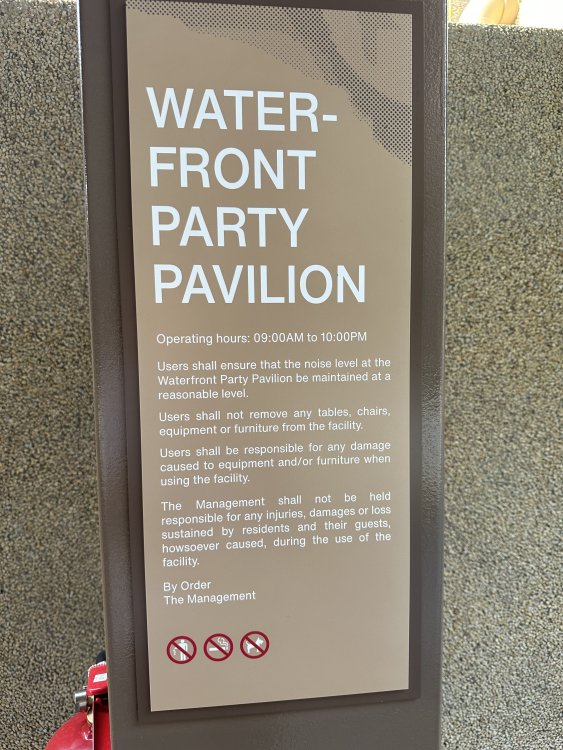 WATER-
FRONT
PARTY
PAVILION
Operating hours: 09:00AM to 10:00PM
Users shall ensure that the noise level at the
Waterfront Party Pavilion be maintained at a
reasonable level.
Users shall not remove any tables, chairs,
equipment or furniture from the facility.
Users shall be responsible for any damage
caused to equipment and/or furniture when
using the facility.
The Management shall not be held
responsible for any injuries, damages or loss
sustained by residents and their guests,
howsoever caused, during the use of the
facility.
By Order
The Management